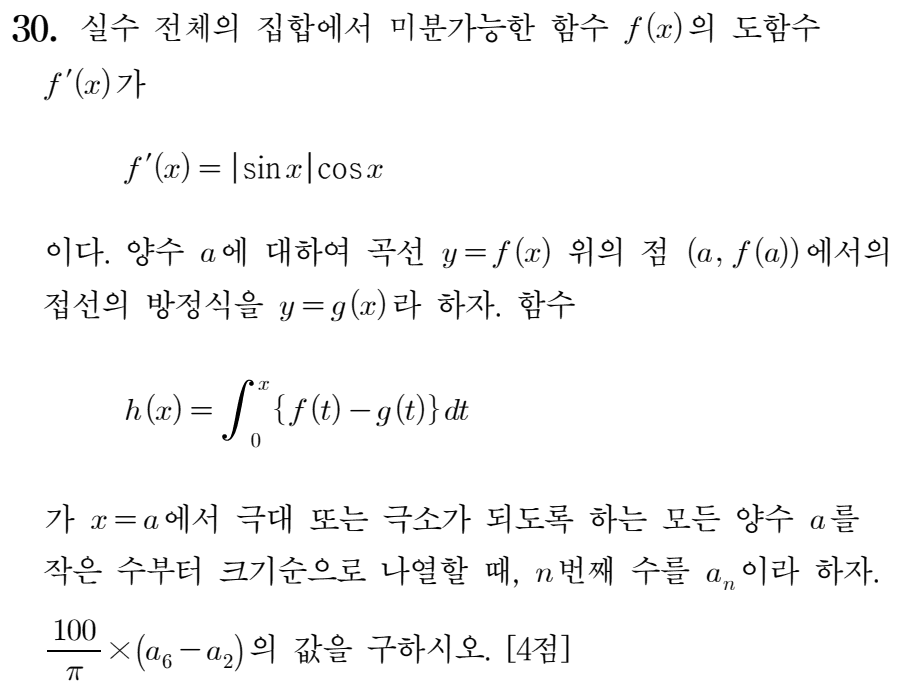 30. 실수 전체의 집합에서 미분가능한 함수 f(x)의 도함수
f′(x)가
f′(x)=|sin x|cos x
이다. 양수 a에 대하여 곡선 y=f(x) 위의 점 (a, f(a))에서의
접선의 방정식을 y=g(x)라 하자. 함수
h(x)=∫₀ˣ{f(t)−g(t)}dt
가 x=a에서 극대 또는 극소가 되도록 하는 모든 양수 a를
작은 수부터 크기순으로 나열할 때, n번째 수를 aₙ이라 하자.
100/π×(a₆−a₂)의 값을 구하시오. [4점]